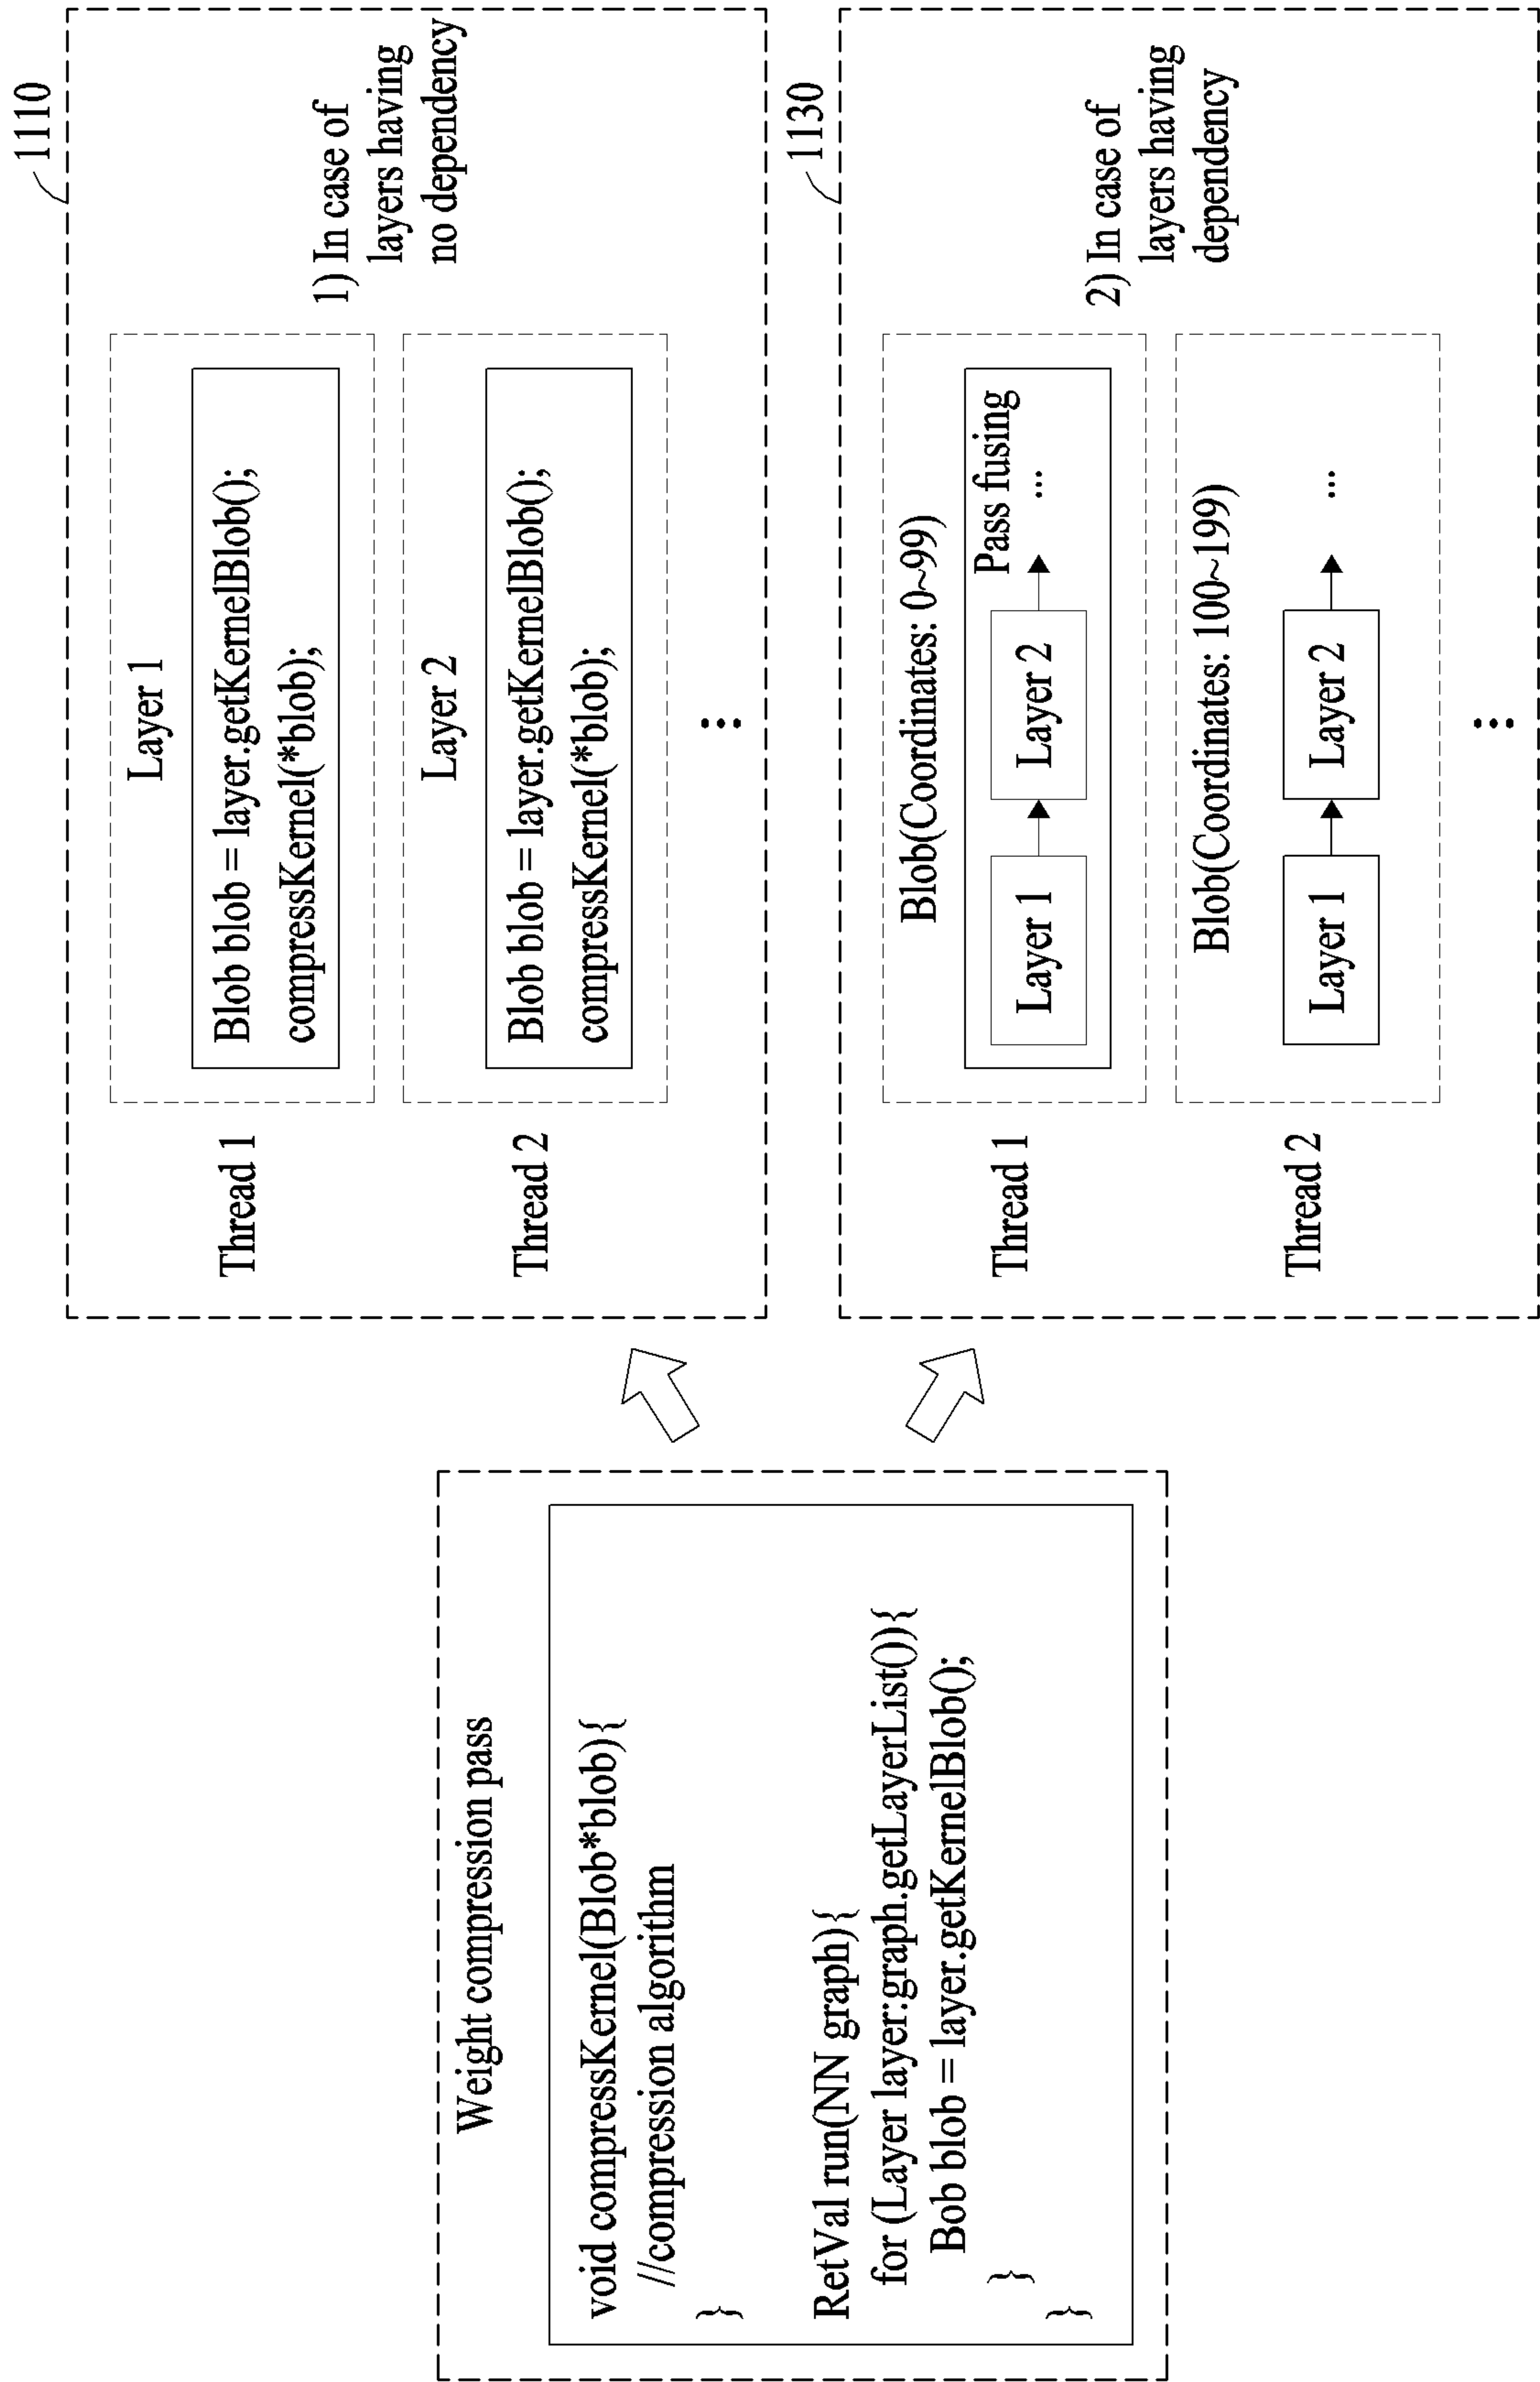 Weight compression pass
void compressKernel(Blob*blob){
//compression algorithm
}
RetVal run(NN graph){
for (Layer layer:graph.getLayerList()){
Bob blob = layer.getKernelBlob();
}
}
1110
Thread 1
Layer 1
Blob blob = layer.getKernelBlob();
compressKernel(*blob);
Thread 2
Layer 2
Blob blob = layer.getKernelBlob();
compressKernel(*blob);
⋮
1) In case of
layers having
no dependency
1130
Thread 1
Blob(Coordinates: 0~99)
Pass fusing
Layer 1
Layer 2
...
Thread 2
Blob(Coordinates: 100~199)
Layer 1
Layer 2
...
⋮
2) In case of
layers having
dependency